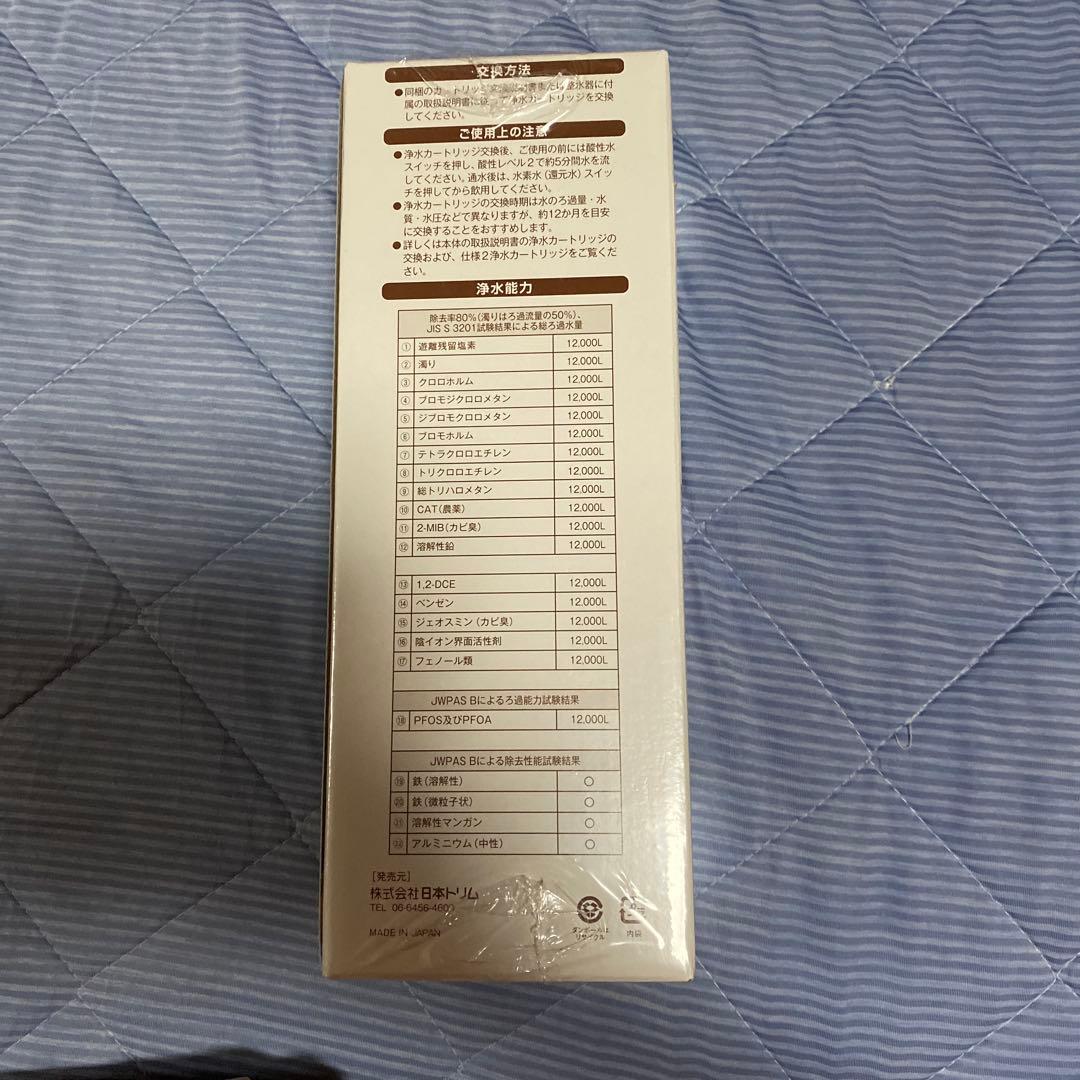 交換方法
●同梱のカートリッジ交換説明書または整水器に付
属の取扱説明書に従って浄水カートリッジを交換
してください。
ご使用上の注意
●浄水カートリッジ交換後、ご使用の前には酸性水
スイッチを押し、酸性レベル2で約5分間水を流
してください。通水後は、水素水(還元水)スイッ
チを押してから飲用してください。
●浄水カートリッジの交換時期は水のろ過量・水
質・水圧などで異なりますが、約12か月を目安
に交換することをおすすめします。
●詳しくは本体の取扱説明書の浄水カートリッジの
交換および、仕様2浄水カートリッジをご覧くだ
さい。
浄水能力
除去率80%(濁りはろ過流量の50%)、
JIS S 3201試験結果による総ろ過水量
① 遊離残留塩素 12,000L
② 濁り 12,000L
③ クロロホルム 12,000L
④ ブロモジクロロメタン 12,000L
⑤ ジブロモクロロメタン 12,000L
⑥ ブロモホルム 12,000L
⑦ テトラクロロエチレン 12,000L
⑧ トリクロロエチレン 12,000L
⑨ 総トリハロメタン 12,000L
⑩ CAT(農薬) 12,000L
⑪ 2-MIB(カビ臭) 12,000L
⑫ 溶解性鉛 12,000L
⑬ 1,2-DCE 12,000L
⑭ ベンゼン 12,000L
⑮ ジェオスミン(カビ臭) 12,000L
⑯ 陰イオン界面活性剤 12,000L
⑰ フェノール類 12,000L
JWPAS Bによるろ過能力試験結果
⑱ PFOS及びPFOA 12,000L
JWPAS Bによる除去性能試験結果
⑲ 鉄(溶解性) ○
⑳ 鉄(微粒子状) ○
㉑ 溶解性マンガン ○
㉒ アルミニウム(中性) ○
[発売元]
株式会社日本トリム
TEL 06-6456-460
MADE IN JAPAN
ダンボールは
リサイクル
内袋